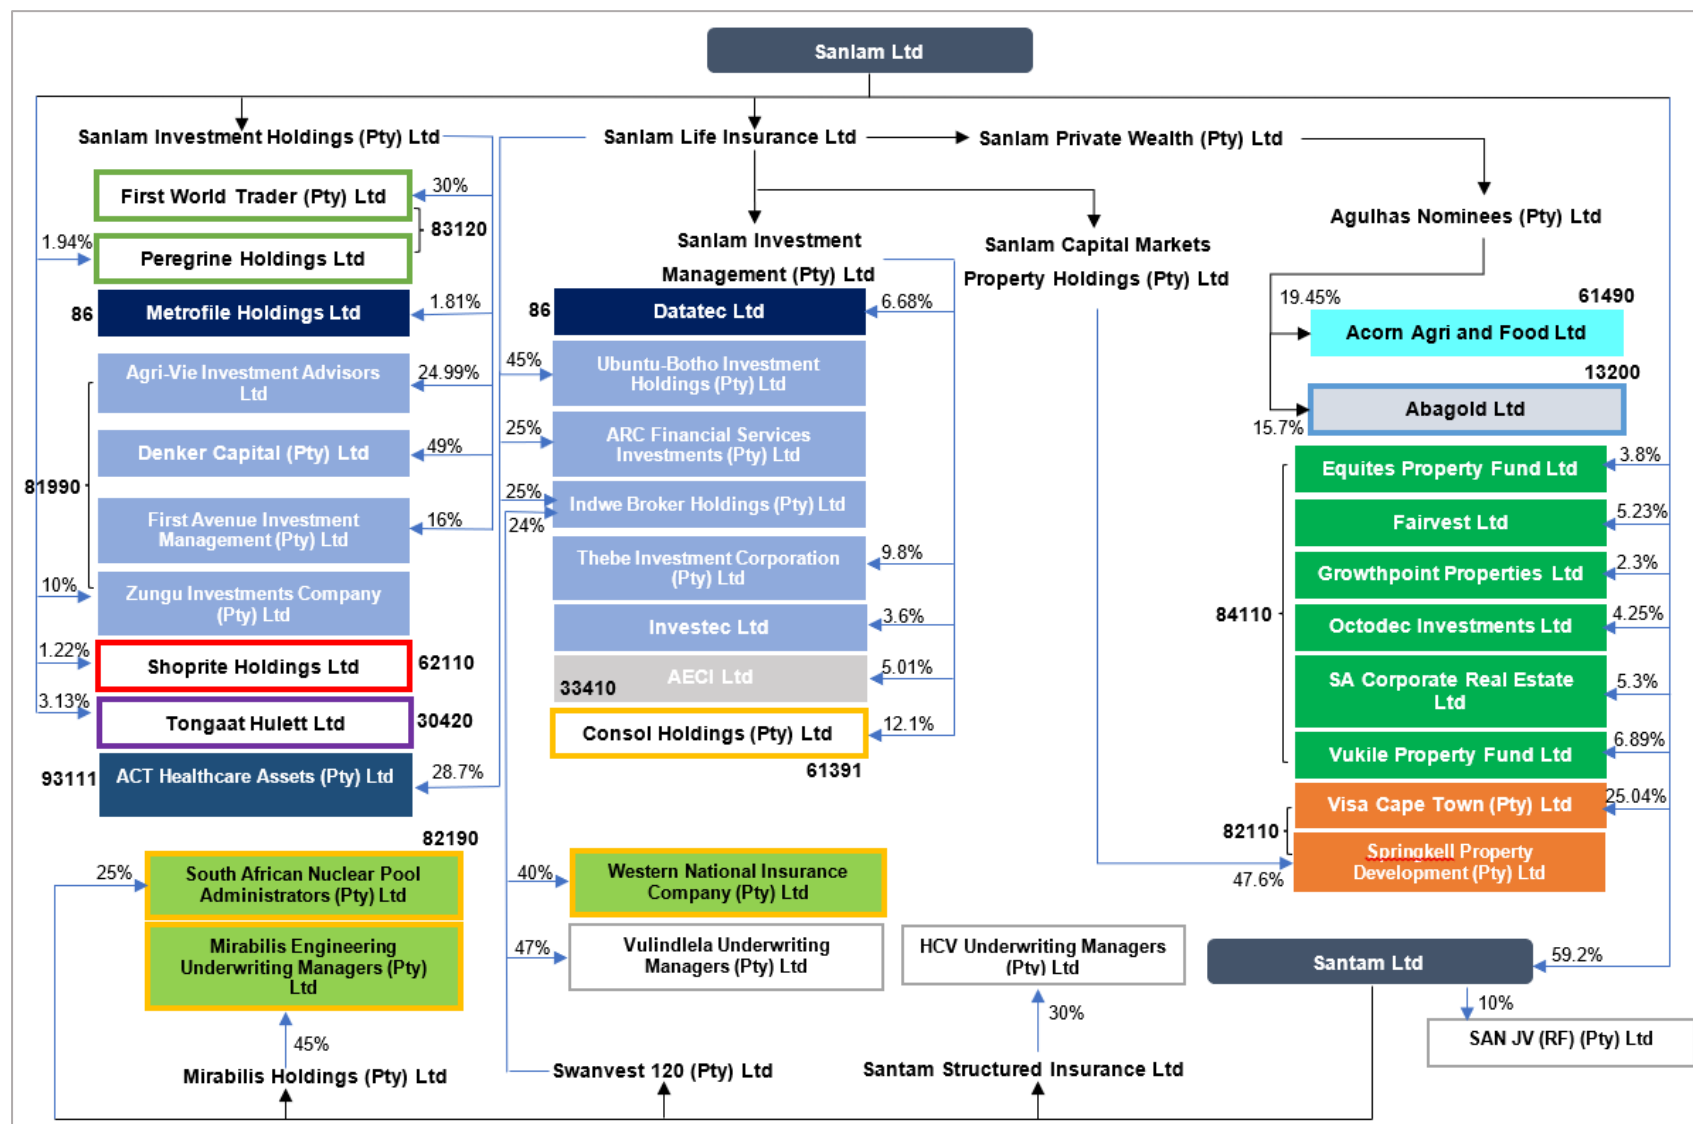 Sanlam Ltd
Sanlam Investment Holdings (Pty) Ltd
Sanlam Life Insurance Ltd
Sanlam Private Wealth (Pty) Ltd
First World Trader (Pty) Ltd
30%
83120
1.94%
Peregrine Holdings Ltd
86
Metrofile Holdings Ltd
1.81%
Agri-Vie Investment Advisors
Ltd
24.99%
Denker Capital (Pty) Ltd
49%
81990
First Avenue Investment
Management (Pty) Ltd
16%
10%
Zungu Investments Company
(Pty) Ltd
1.22%
Shoprite Holdings Ltd
62110
3.13%
Tongaat Hulett Ltd
30420
93111
ACT Healthcare Assets (Pty) Ltd
28.7%
Sanlam Investment
Management (Pty) Ltd
86
Datatec Ltd
6.68%
45%
Ubuntu-Botho Investment
Holdings (Pty) Ltd
25%
ARC Financial Services
Investments (Pty) Ltd
25%
Indwe Broker Holdings (Pty) Ltd
24%
Thebe Investment Corporation
(Pty) Ltd
9.8%
Investec Ltd
3.6%
AECI Ltd
33410
5.01%
Consol Holdings (Pty) Ltd
12.1%
61391
Sanlam Capital Markets
Property Holdings (Pty) Ltd
Agulhas Nominees (Pty) Ltd
19.45%
61490
Acorn Agri and Food Ltd
13200
Abagold Ltd
15.7%
Equites Property Fund Ltd
3.8%
Fairvest Ltd
5.23%
Growthpoint Properties Ltd
2.3%
84110
Octodec Investments Ltd
4.25%
SA Corporate Real Estate
Ltd
5.3%
Vukile Property Fund Ltd
6.89%
Visa Cape Town (Pty) Ltd
25.04%
82110
Springkell Property
Development (Pty) Ltd
47.6%
82190
25%
South African Nuclear Pool
Administrators (Pty) Ltd
Mirabilis Engineering
Underwriting Managers (Pty)
Ltd
45%
Mirabilis Holdings (Pty) Ltd
40%
Western National Insurance
Company (Pty) Ltd
47%
Vulindlela Underwriting
Managers (Pty) Ltd
Swanvest 120 (Pty) Ltd
HCV Underwriting Managers
(Pty) Ltd
30%
Santam Structured Insurance Ltd
Santam Ltd
59.2%
10%
SAN JV (RF) (Pty) Ltd